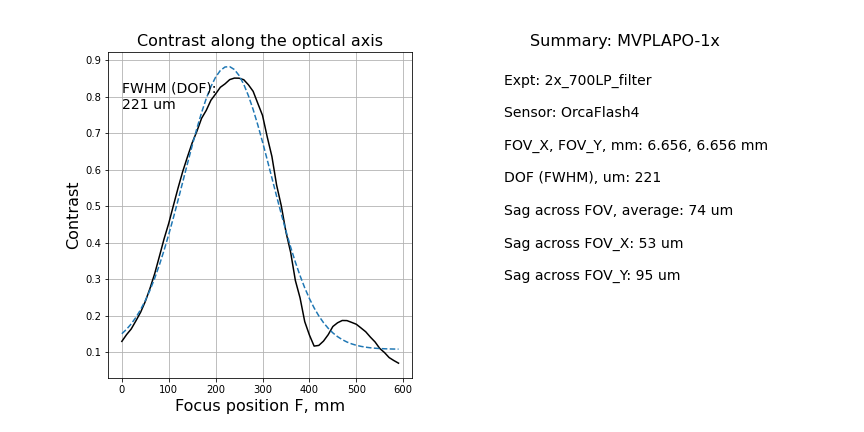 Contrast along the optical axis
0.9
0.8
0.7
0.6
0.5
0.4
0.3
0.2
0.1
Contrast
FWHM (DOF):
221 um
0 100 200 300 400 500 600
Focus position F, mm
Summary: MVPLAPO-1x
Expt: 2x_700LP_filter
Sensor: OrcaFlash4
FOV_X, FOV_Y, mm: 6.656, 6.656 mm
DOF (FWHM), um: 221
Sag across FOV, average: 74 um
Sag across FOV_X: 53 um
Sag across FOV_Y: 95 um